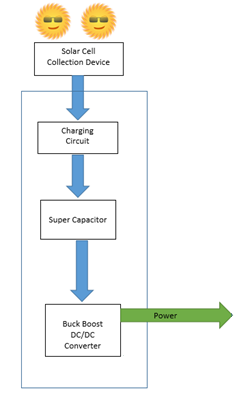 Solar Cell
Collection Device
Charging
Circuit
Super Capacitor
Buck Boost
DC/DC
Converter
Power